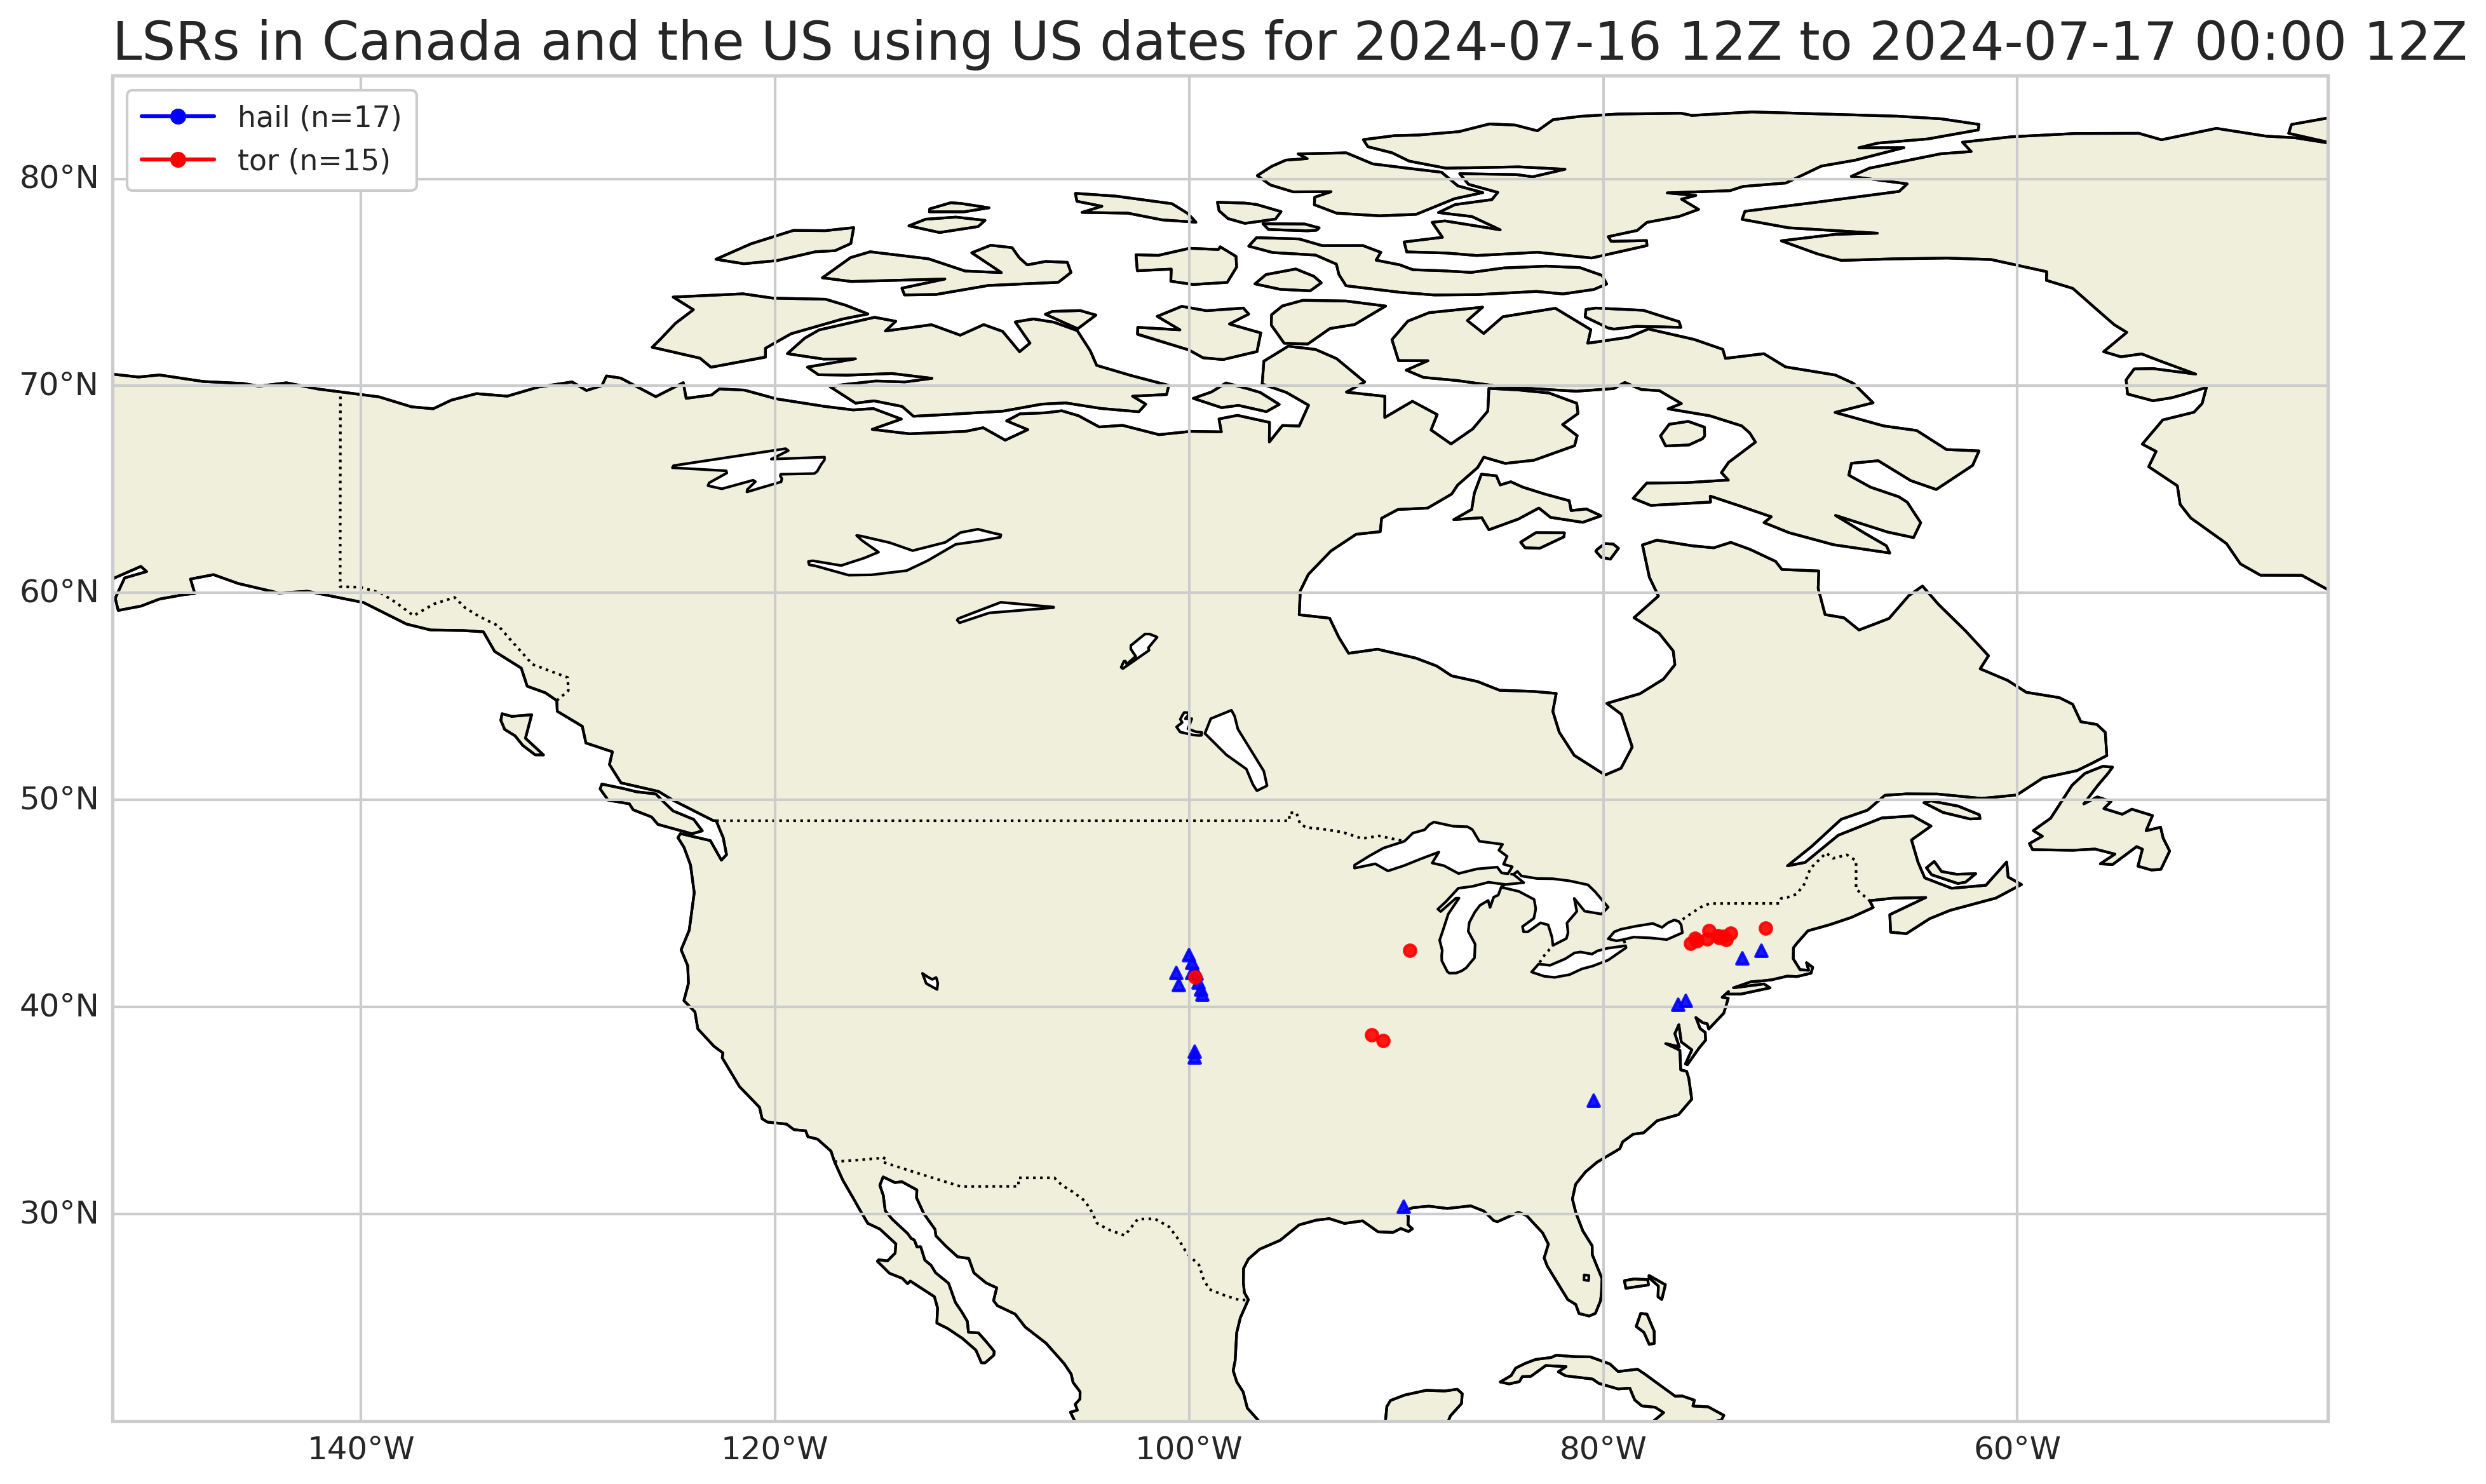 LSRs in Canada and the US using US dates for 2024-07-16 12Z to 2024-07-17 00:00 12Z
hail (n=17)
tor (n=15)
80°N
70°N
60°N
50°N
40°N
30°N
140°W
120°W
100°W
80°W
60°W